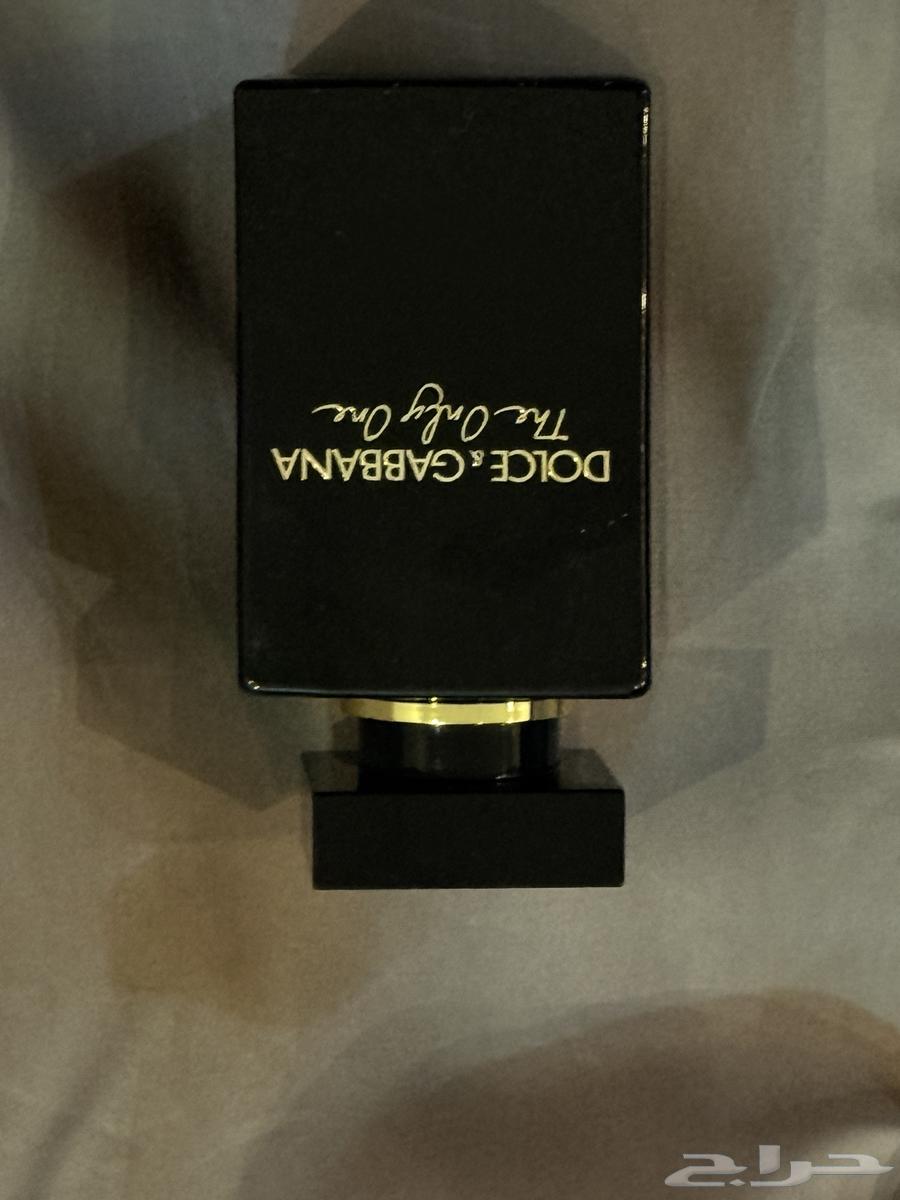 DOLCE & GABBANA
The Only One
حراج